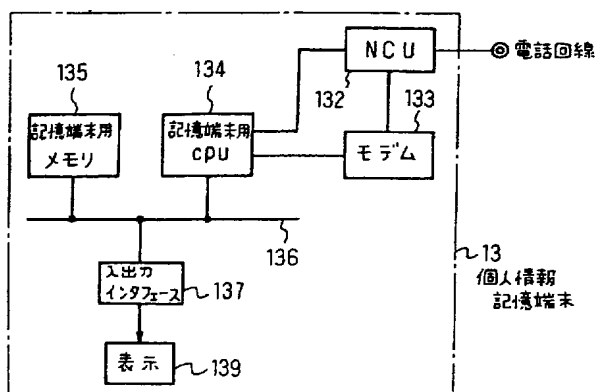 NCU
電話回線
132
135
134
133
記憶端末用
メモリ
記憶端末用
CPU
モデム
136
13
個人情報
記憶端末
入出力
インタフェース
137
表示
139